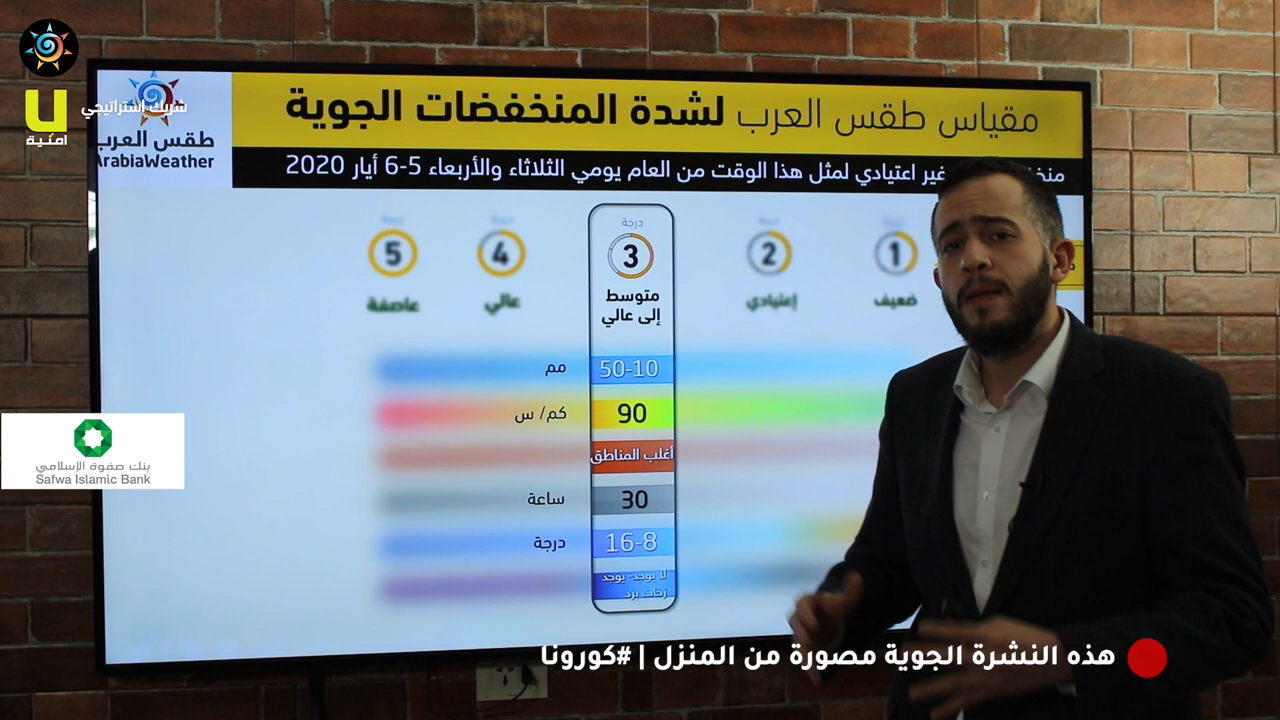 شريك استراتيجي
امنية
طقس العرب
ArabiaWeather
مقياس طقس العرب لشدة المنخفضات الجوية
غير اعتيادي لمثل هذا الوقت من العام يومي الثلاثاء والأربعاء 5-6 أيار 2020
درجة
1 2 3 4 5
ضعيف
إعتيادي
متوسط
إلى عالي
عالي
عاصفة
50-10 مم
90 كم/ س
أغلب المناطق
30 ساعة
16-8 درجة
لا يوجد- يوجد
زخات برد
بنك صفوة الإسلامي
Safwa Islamic Bank
هذه النشرة الجوية مصورة من المنزل | #كورونا